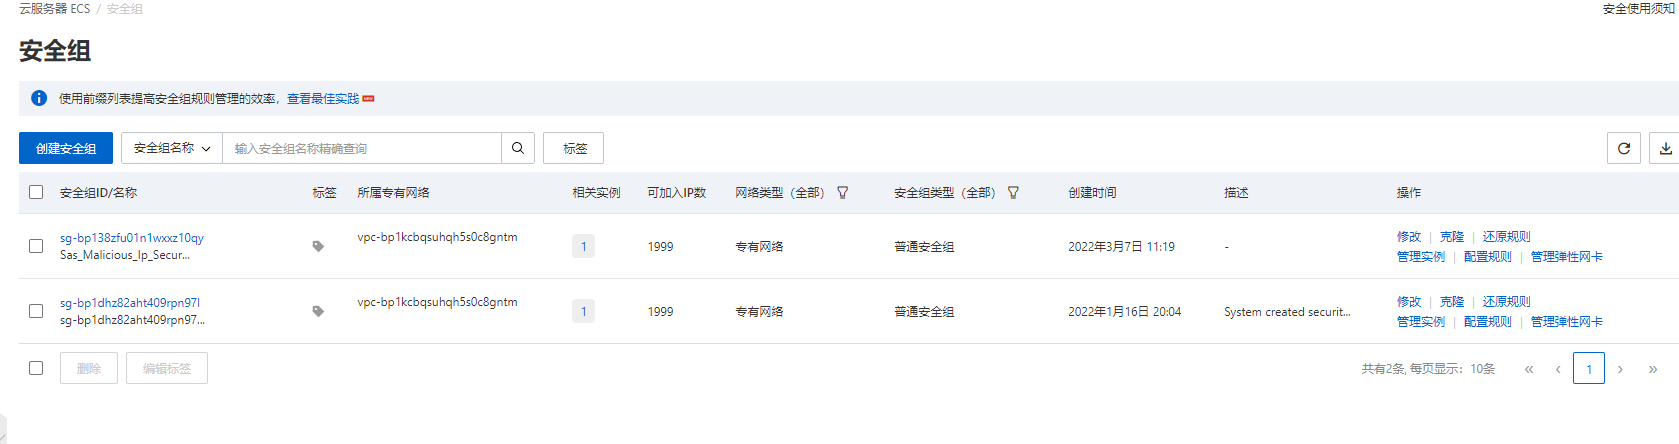 云服务器 ECS / 安全组
安全使用须知
安全组
使用前缀列表提高安全组规则管理的效率，查看最佳实践 NEW
创建安全组 安全组名称 输入安全组名称精确查询 标签
安全组ID/名称 标签 所属专有网络 相关实例 可加入IP数 网络类型（全部） 安全组类型（全部） 创建时间 描述 操作
sg-bp138zfu01n1wxxz10qy vpc-bp1kcbqsuhqh5s0c8gntm 修改 | 克隆 | 还原规则
Sas_Malicious_Ip_Secur... 1 1999 专有网络 普通安全组 2022年3月7日 11:19 - 管理实例 | 配置规则 | 管理弹性网卡
sg-bp1dhz82aht409rpn97l vpc-bp1kcbqsuhqh5s0c8gntm 修改 | 克隆 | 还原规则
sg-bp1dhz82aht409rpn97... 1 1999 专有网络 普通安全组 2022年1月16日 20:04 System created securit... 管理实例 | 配置规则 | 管理弹性网卡
删除 编辑标签 共有2条, 每页显示：10条 « ‹ 1 › »